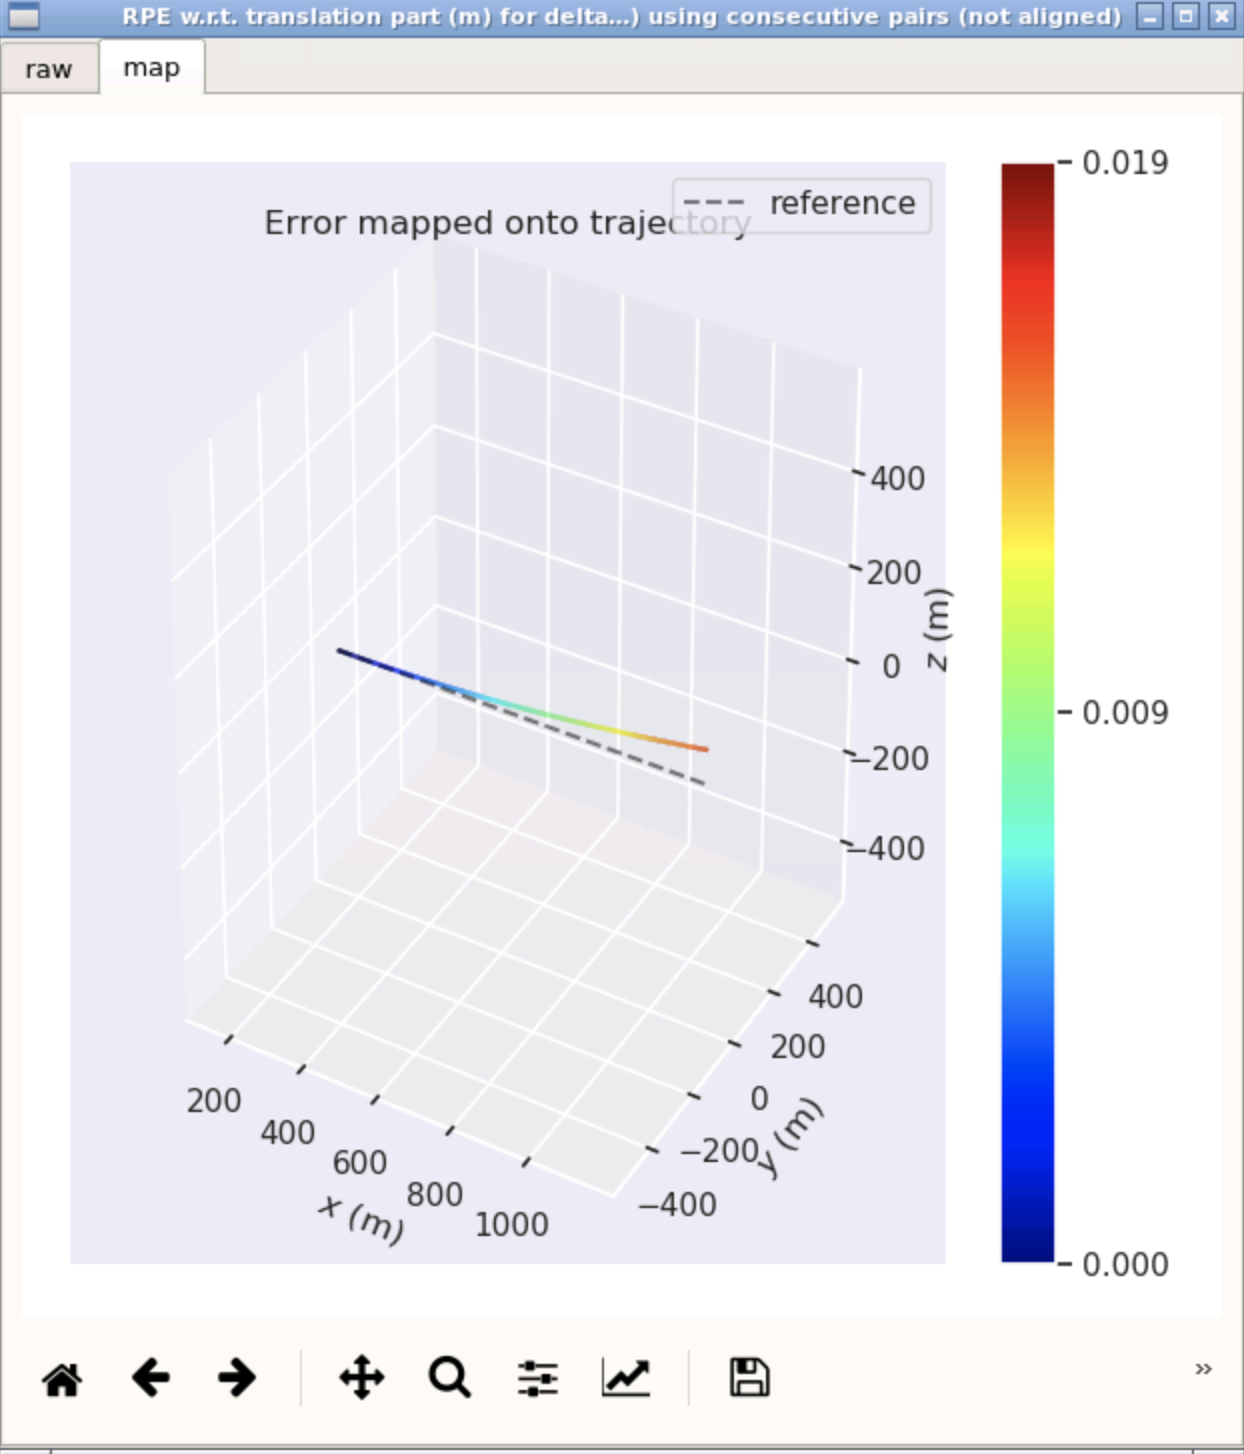 RPE w.r.t. translation part (m) for delta...) using consecutive pairs (not aligned)
raw
map
Error mapped onto trajectory
reference
0.019
0.009
0.000
400
200
0
−200
−400
z (m)
400
200
0
−200
−400
y (m)
200
400
600
800
1000
x (m)
»